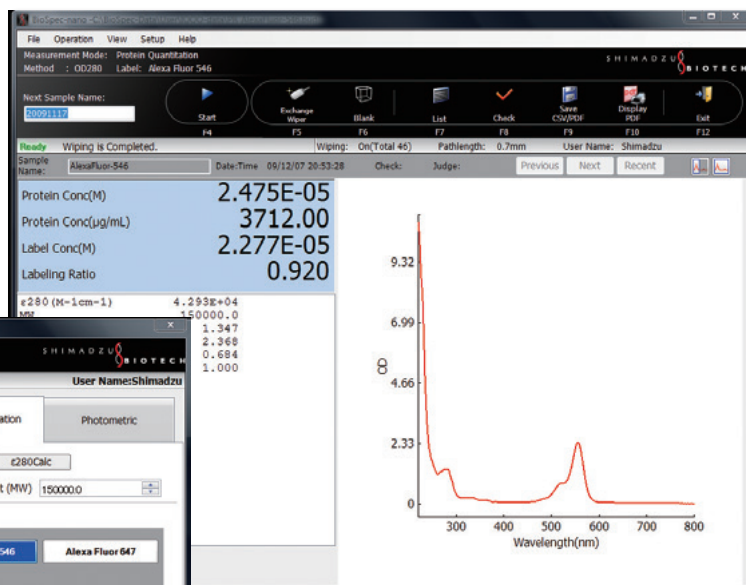 BioSpec-nano
File Operation View Setup Help
Measurement Mode: Protein Quantitation
Method : OD280 Label: Alexa Fluor 546
SHIMADZU
BIOTECH
Next Sample Name:
20091117
Start
Exchange
Wiper
Blank
List
Check
Save
CSV/PDF
Display
PDF
Exit
F4 F5 F6 F7 F8 F9 F10 F12
Ready Wiping is Completed. Wiping: On(Total 46) Pathlength: 0.7mm User Name: Shimadzu
Sample
Name: AlexaFluor-546 Date:Time 09/12/07 20:53:28 Check: Judge: Previous Next Recent
Protein Conc(M) 2.475E-05
Protein Conc(µg/mL) 3712.00
Label Conc(M) 2.277E-05
Labeling Ratio 0.920
ε280(M-1cm-1) 4.293E+04
MW 150000.0
1.347
2.368
0.684
1.000
SHIMADZU
BIOTECH
User Name:Shimadzu
ation Photometric
ε280Calc
t (MW) 150000.0
546 Alexa Fluor 647
9.32
6.99
4.66
2.33
0
OD
300 400 500 600 700 800
Wavelength(nm)